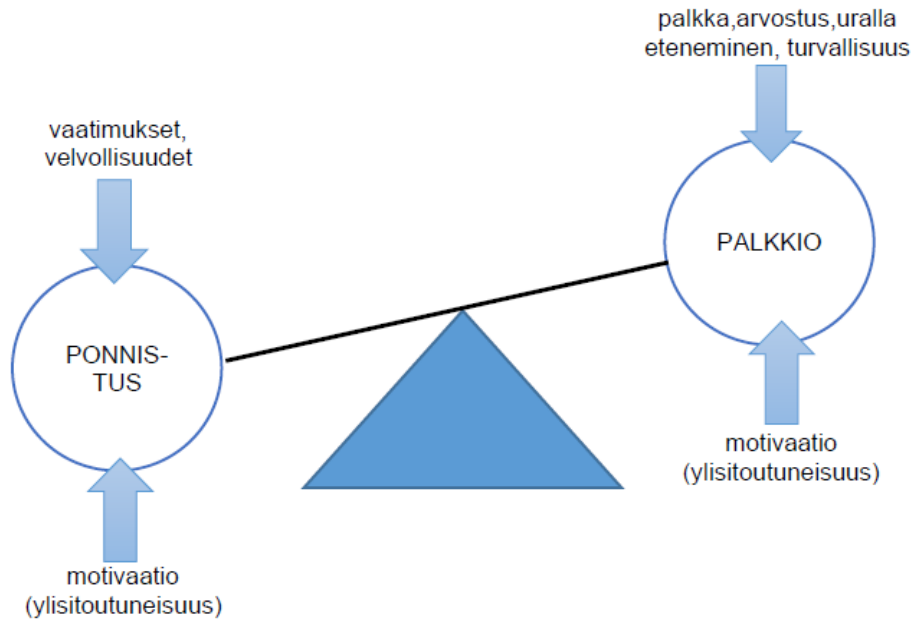 palkka,arvostus,uralla
eteneminen, turvallisuus
vaatimukset,
velvollisuudet
PALKKIO
PONNIS-
TUS
motivaatio
(ylisitoutuneisuus)
motivaatio
(ylisitoutuneisuus)